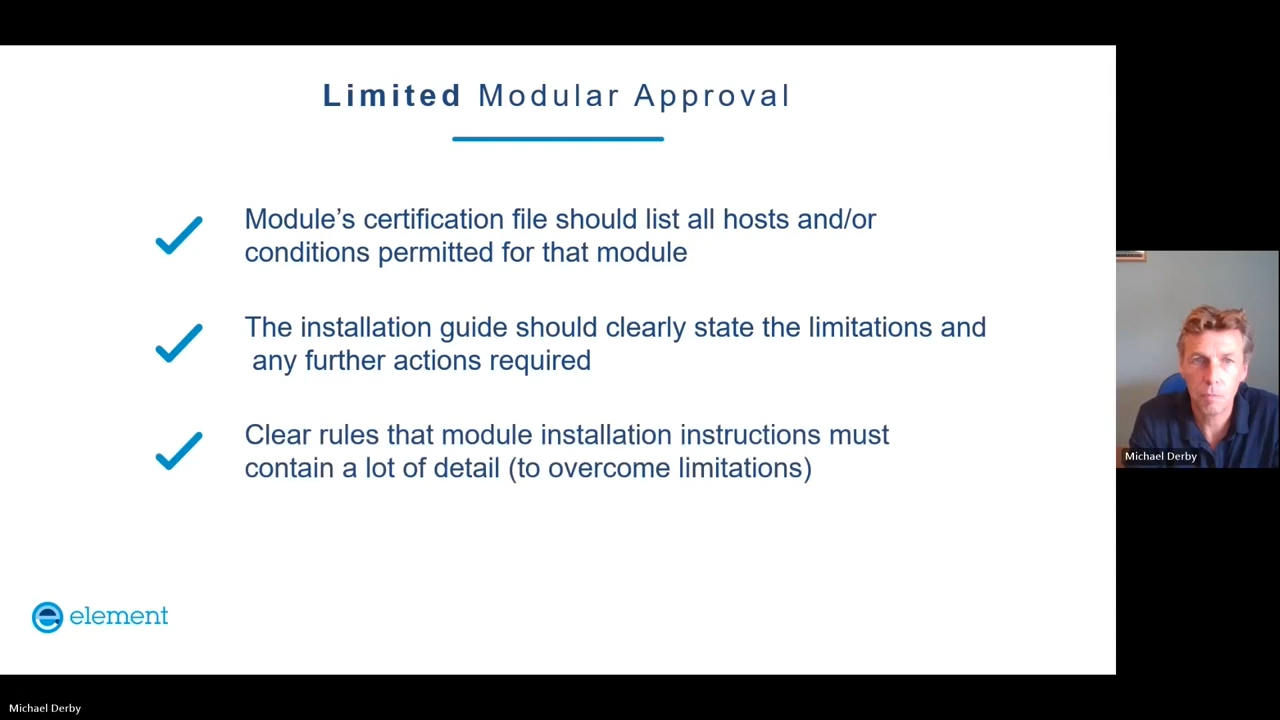 Limited Modular Approval
Module’s certification file should list all hosts and/or
conditions permitted for that module
The installation guide should clearly state the limitations and
any further actions required
Clear rules that module installation instructions must
contain a lot of detail (to overcome limitations)
element
Michael Derby
Michael Derby